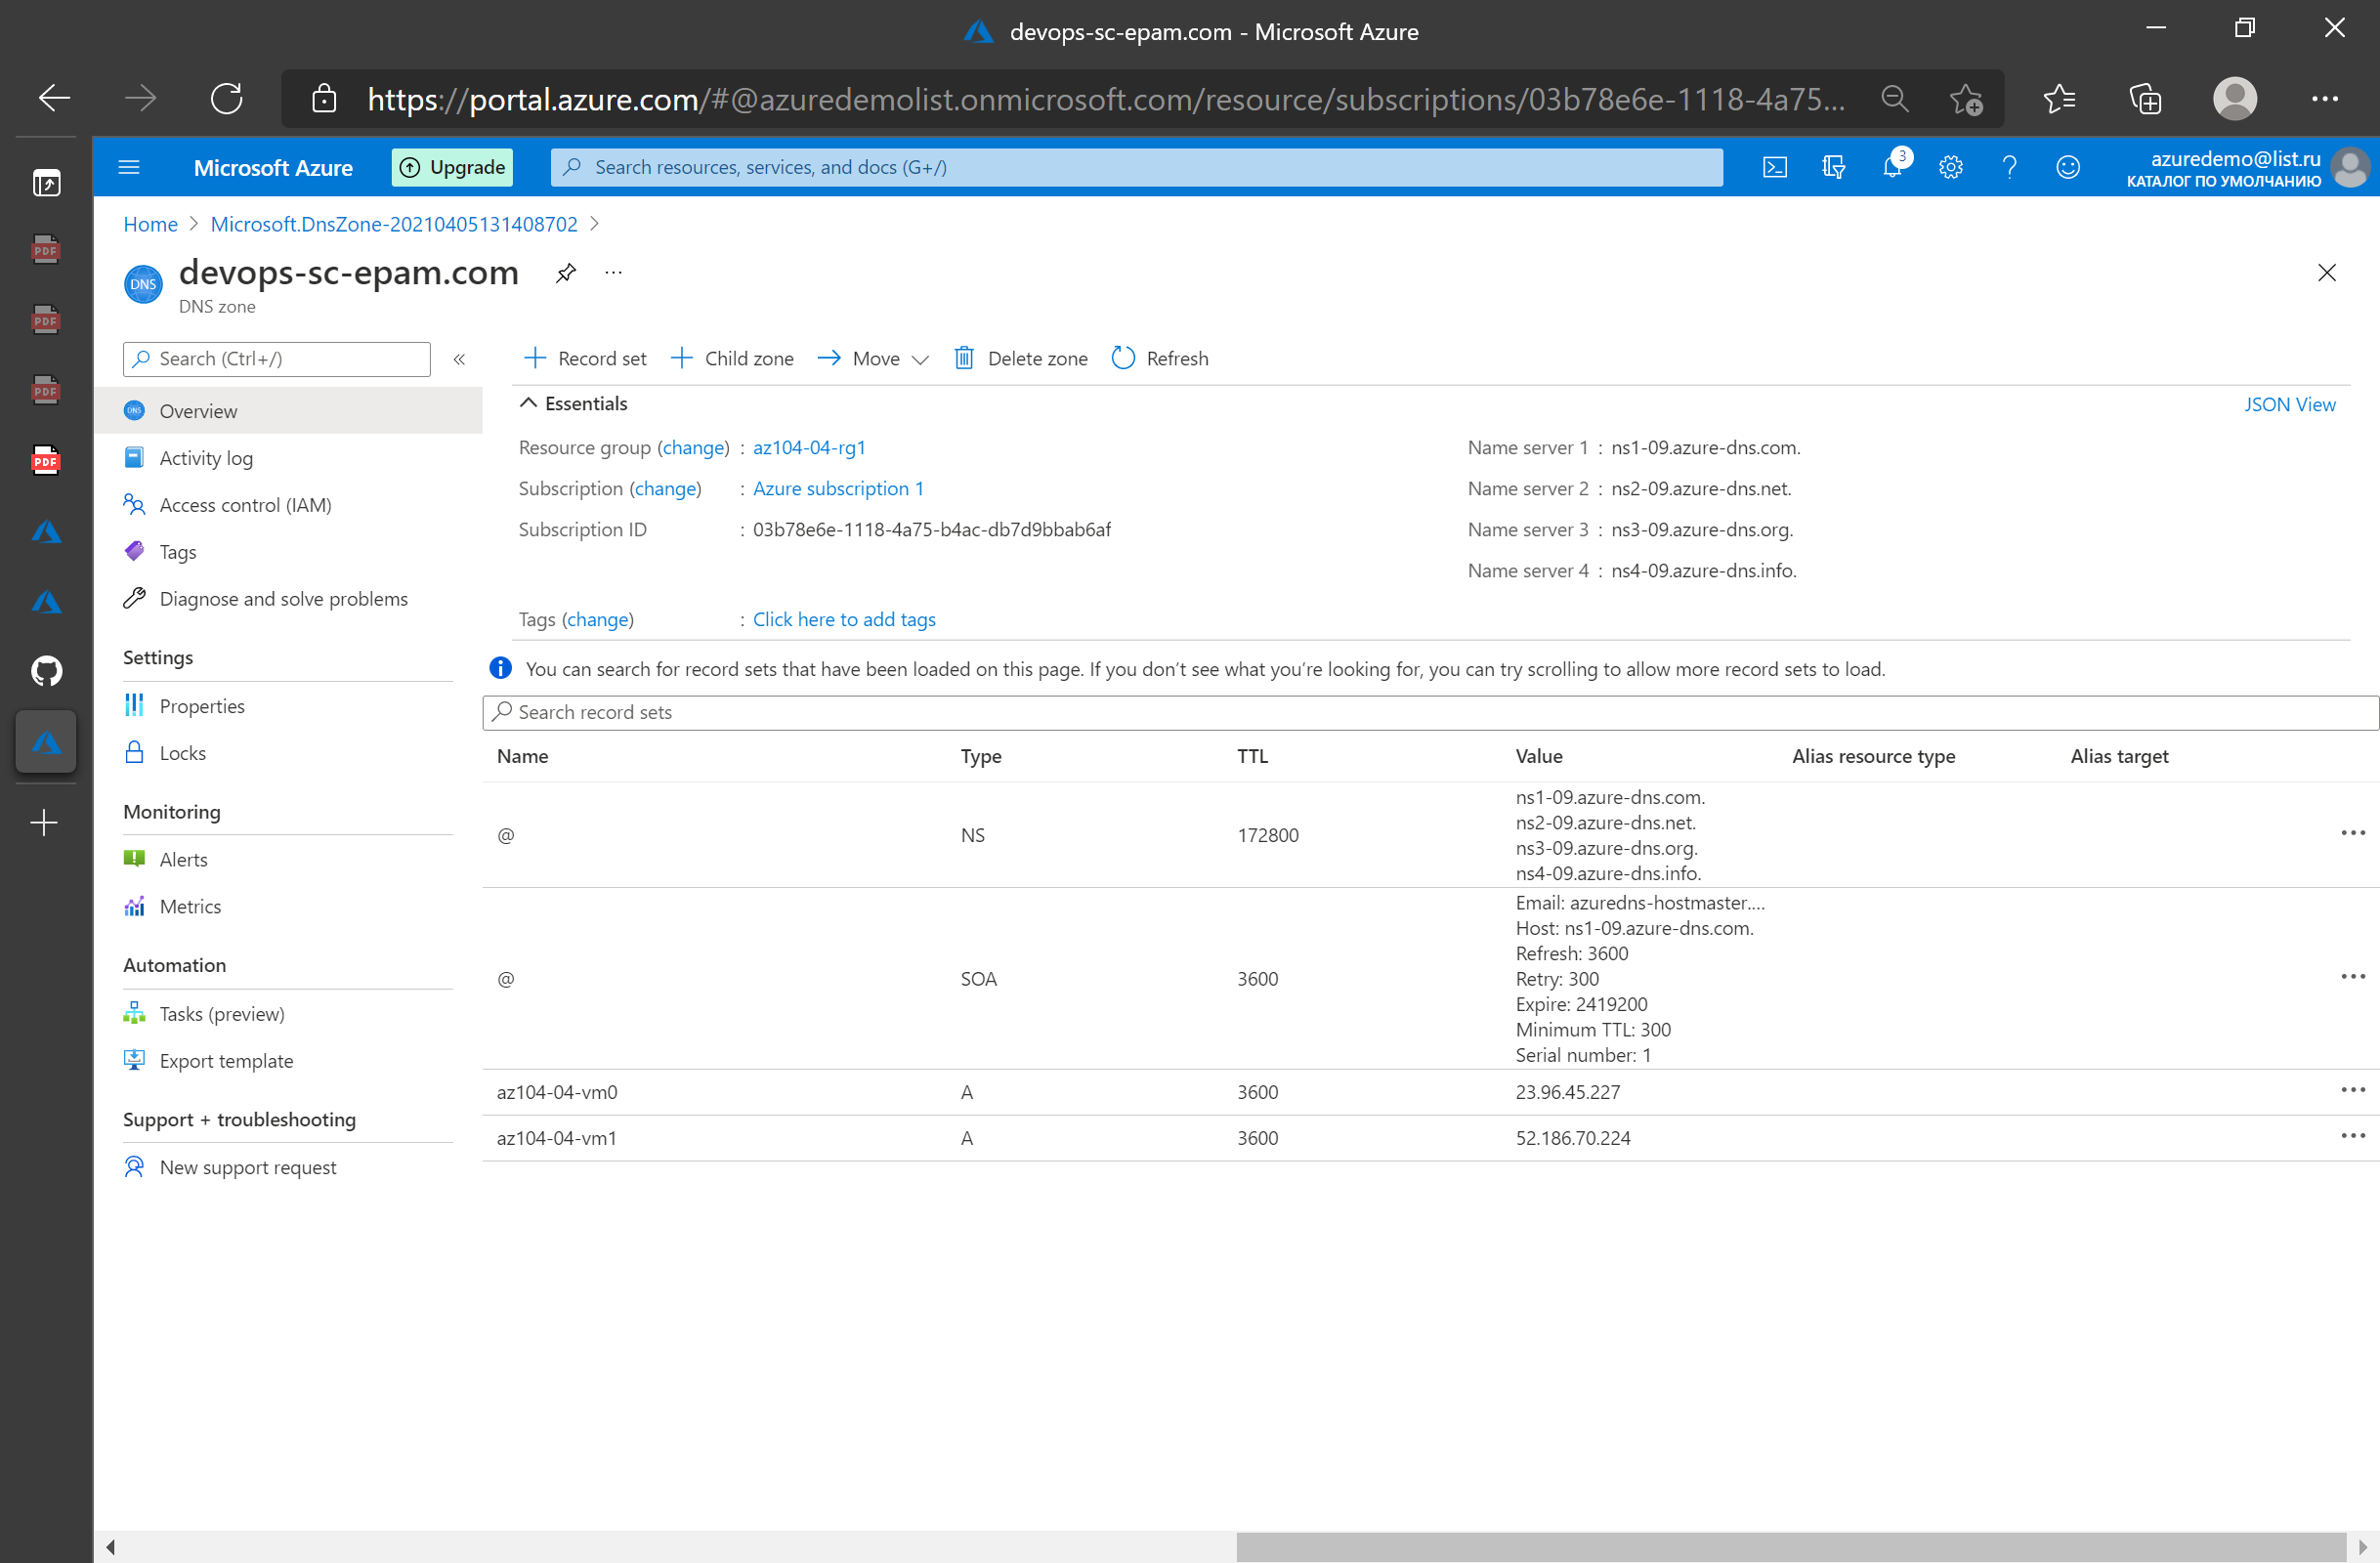 devops-sc-epam.com - Microsoft Azure
https://portal.azure.com/#@azuredemolist.onmicrosoft.com/resource/subscriptions/03b78e6e-1118-4a75...
Microsoft Azure
Upgrade
Search resources, services, and docs (G+/)
3
azuredemo@list.ru
КАТАЛОГ ПО УМОЛЧАНИЮ
PDF
PDF
PDF
PDF
Home > Microsoft.DnsZone-20210405131408702 >
DNS
devops-sc-epam.com
DNS zone
Search (Ctrl+/)
Overview
Activity log
Access control (IAM)
Tags
Diagnose and solve problems
Settings
Properties
Locks
Monitoring
Alerts
Metrics
Automation
Tasks (preview)
Export template
Support + troubleshooting
New support request
Record set Child zone Move Delete zone Refresh
Essentials
JSON View
Resource group (change) : az104-04-rg1
Subscription (change) : Azure subscription 1
Subscription ID : 03b78e6e-1118-4a75-b4ac-db7d9bbab6af
Name server 1 : ns1-09.azure-dns.com.
Name server 2 : ns2-09.azure-dns.net.
Name server 3 : ns3-09.azure-dns.org.
Name server 4 : ns4-09.azure-dns.info.
Tags (change) : Click here to add tags
You can search for record sets that have been loaded on this page. If you don't see what you're looking for, you can try scrolling to allow more record sets to load.
Search record sets
Name Type TTL Value Alias resource type Alias target
@ NS 172800
ns1-09.azure-dns.com.
ns2-09.azure-dns.net.
ns3-09.azure-dns.org.
ns4-09.azure-dns.info.
@ SOA 3600
Email: azuredns-hostmaster....
Host: ns1-09.azure-dns.com.
Refresh: 3600
Retry: 300
Expire: 2419200
Minimum TTL: 300
Serial number: 1
az104-04-vm0 A 3600 23.96.45.227
az104-04-vm1 A 3600 52.186.70.224